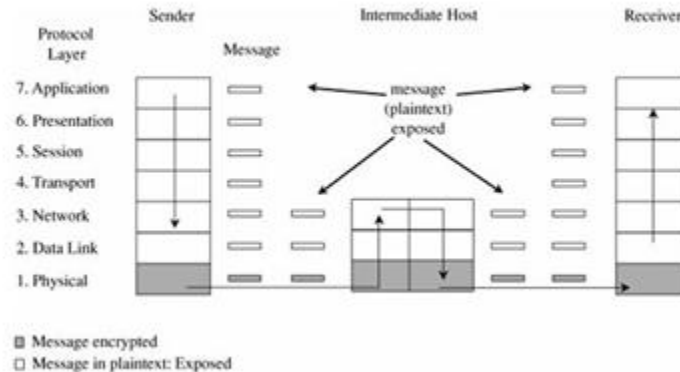 Sender
Intermediate Host
Receiver
Protocol
Layer
Message
7. Application
6. Presentation
5. Session
4. Transport
3. Network
2. Data Link
1. Physical
message
(plaintext)
exposed
Message encrypted
Message in plaintext: Exposed